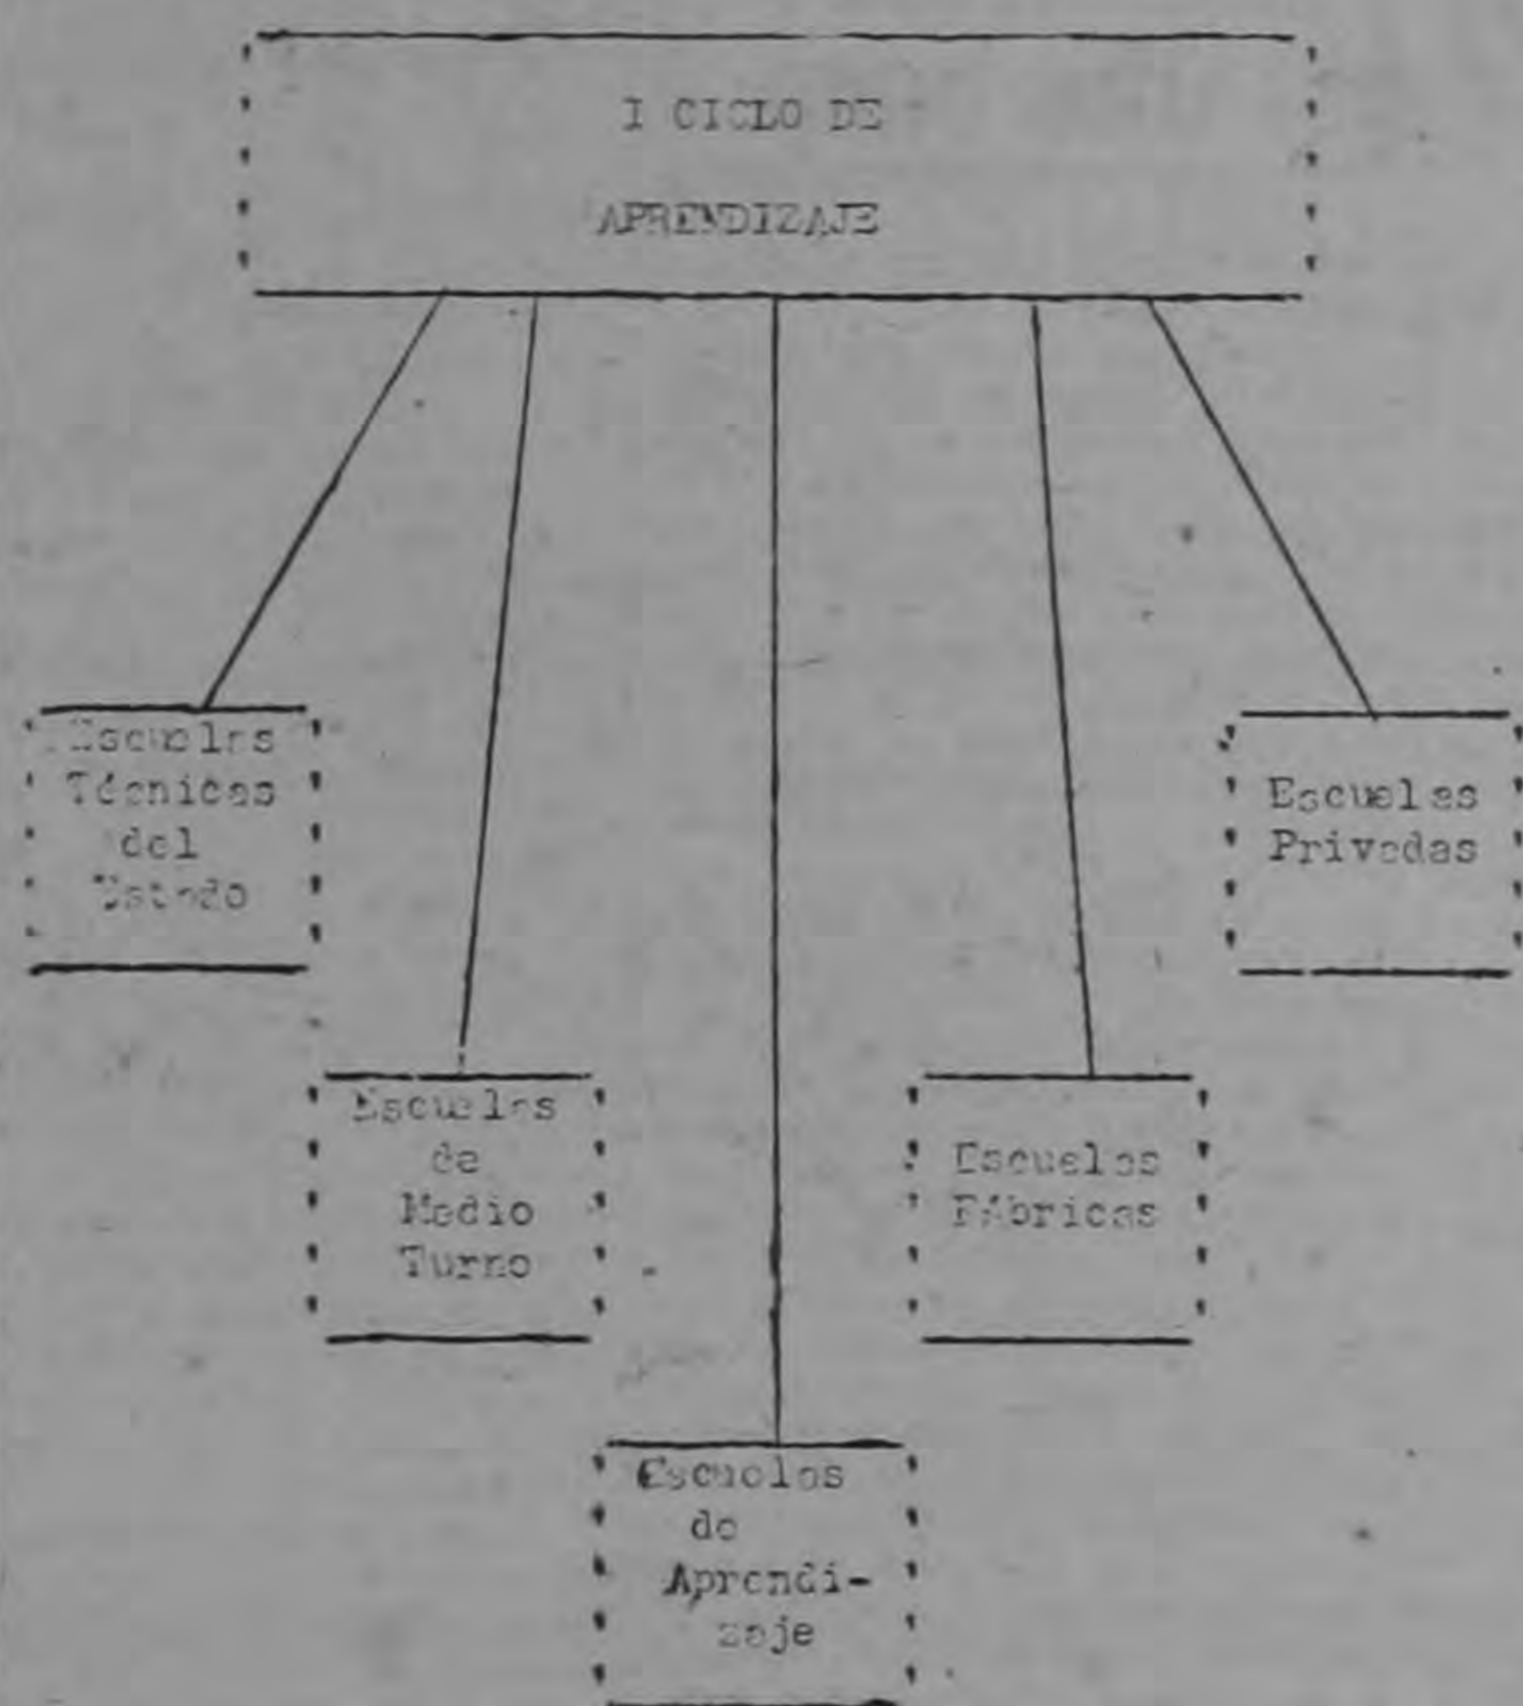 I CICLO DE
APRENDIZAJE
Escuelas
Técnicas
del
Estado
Escuelas
Privadas
Escuelas
de
Medio
Turno
Escuelas
Fábricas
Escuelas
de
Aprendi-
zaje